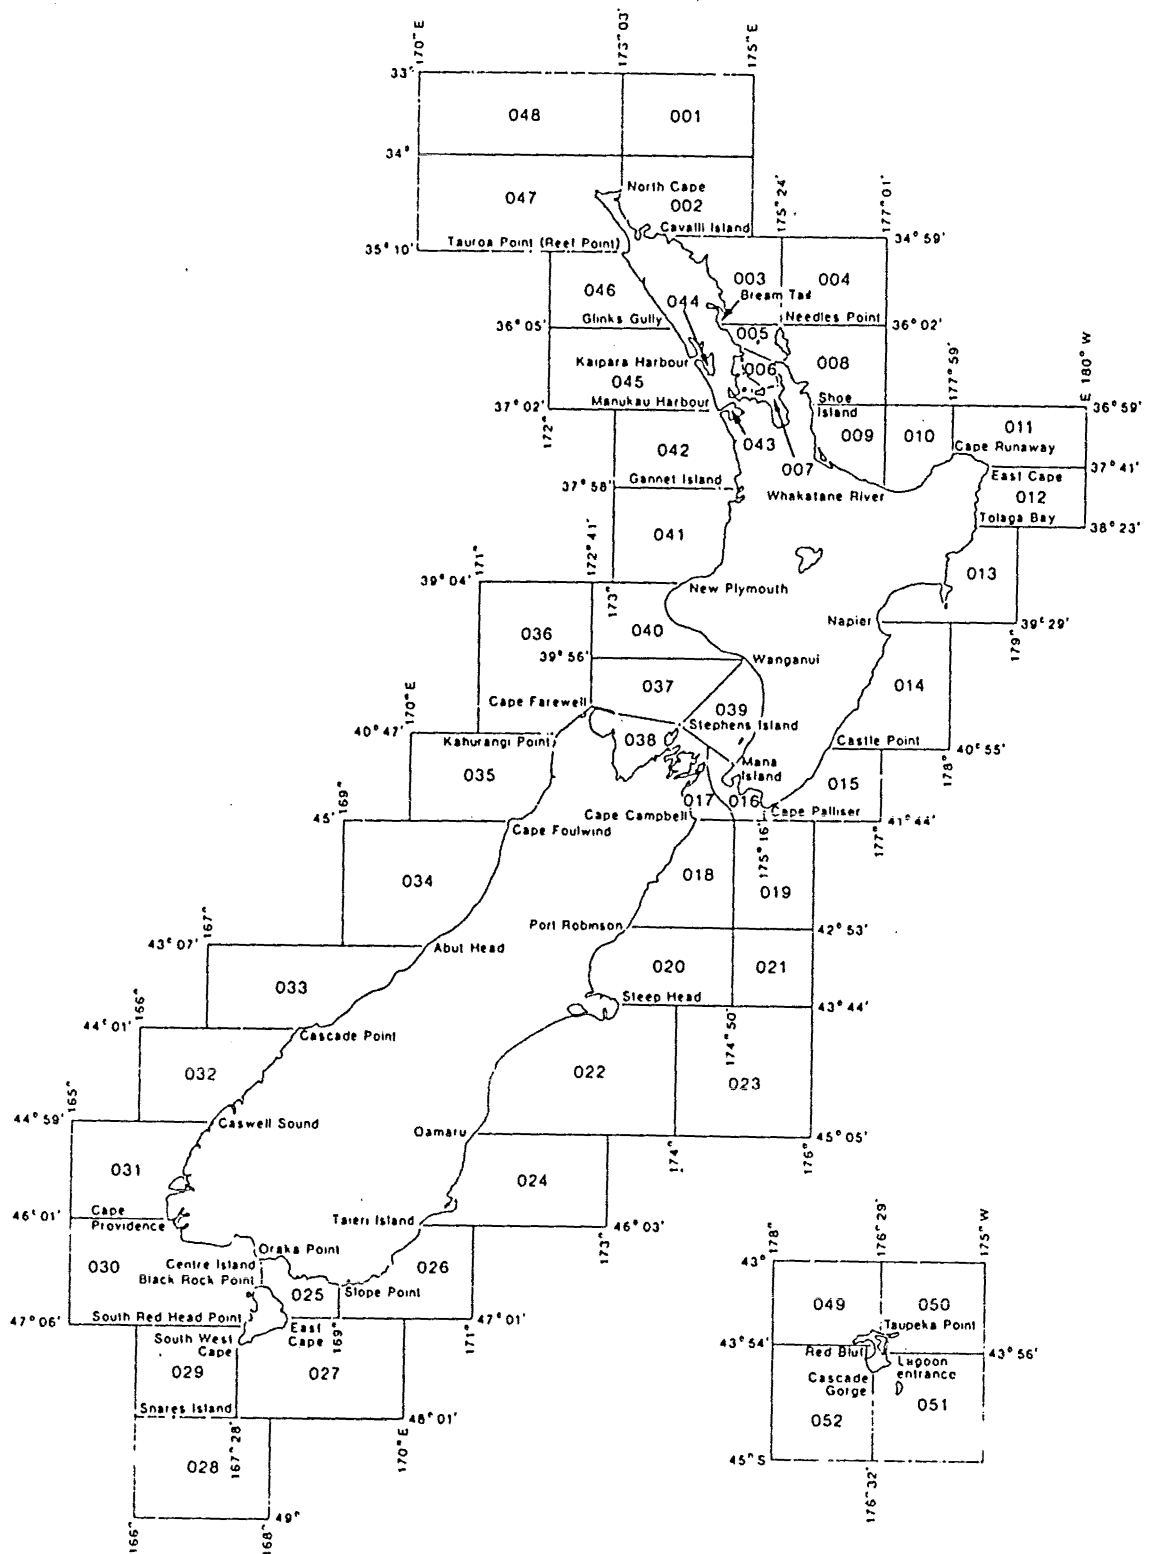 170° E
173° 03'
175° E
33°
048
001
34°
North Cape
047
002
175° 24'
177° 01'
Cavalli Island
Tauroa Point (Reef Point)
35° 10'
34° 59'
003
004
046
044
Bream Tail
Glinks Gully
36° 05'
005
Needles Point
36° 02'
Kaipara Harbour
006
008
177° 59'
E 180° W
045
37° 02'
Manukau Harbour
Shoe
Island
36° 59'
172°
043
009
010
011
Cape Runaway
042
007
37° 41'
Gannet Island
37° 58'
Whakatane River
East Cape
012
Tolaga Bay
38° 23'
041
171°
172° 41'
013
39° 04'
173°
New Plymouth
036
040
Napier
39° 29'
179°
39° 56'
Wanganui
037
014
170° E
Cape Farewell
039
Stephens Island
40° 47'
Kahurangi Point
038
Castle Point
40° 55'
178°
Mana
Island
035
015
169°
017
016
45'
Cape Foulwind
Cape Campbell
Cape Palliser
41° 44'
175° 16'
177°
034
018
019
167°
Port Robinson
42° 53'
43° 07'
Abut Head
020
021
033
Steep Head
43° 44'
166°
44° 01'
Cascade Point
174° 50'
032
022
023
165°
44° 59'
Caswell Sound
Oamaru
45° 05'
174°
176°
031
024
46° 01'
Cape
Providence
Taieri Island
46° 03'
173°
176° 29'
178°
175° W
43°
030
Oraka Point
Centre Island
Black Rock Point
026
025
Slope Point
049
050
47° 06'
South Red Head Point
East
Cape
169°
47° 01'
171°
Taupeka Point
43° 54'
Red Bluff
43° 56'
South West
Cape
Lagoon
entrance
029
027
Cascade
Gorge
051
052
Snares Island
48° 01'
167° 28'
170° E
45° S
176° 32'
028
49°
166°
168°